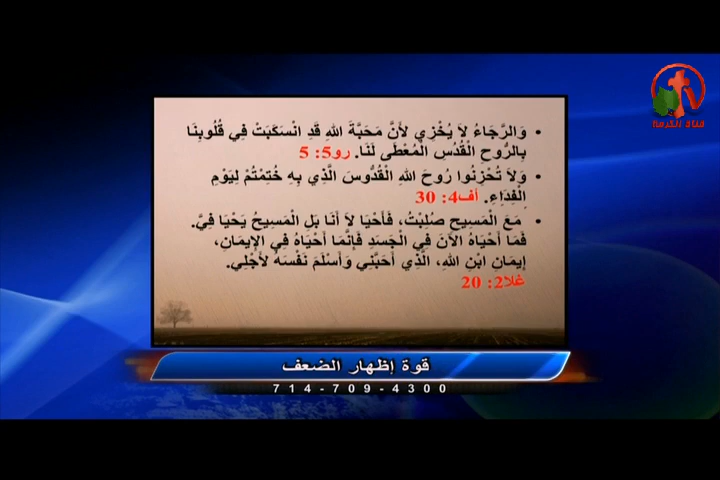 قناة الكرمة
• وَالرَّجَاءُ لاَ يُخْزِي لأَنَّ مَحَبَّةَ اللهِ قَدِ انْسَكَبَتْ فِي قُلُوبِنَا
بِالرُّوحِ الْقُدُسِ الْمُعْطَى لَنَا. رو5: 5
• وَلاَ تُحْزِنُوا رُوحَ اللهِ الْقُدُّوسَ الَّذِي بِهِ خُتِمْتُمْ لِيَوْمِ
الْفِدَاءِ. أف4: 30
• مَعَ الْمَسِيحِ صُلِبْتُ، فَأَحْيَا لاَ أَنَا بَلِ الْمَسِيحُ يَحْيَا فِيَّ.
فَمَا أَحْيَاهُ الآنَ فِي الْجَسَدِ فَإِنَّمَا أَحْيَاهُ فِي الإِيمَانِ،
إِيمَانِ ابْنِ اللهِ، الَّذِي أَحَبَّنِي وَأَسْلَمَ نَفْسَهُ لأَجْلِي.
غلا2: 20
قوة إظهار الضعف
714-709-4300